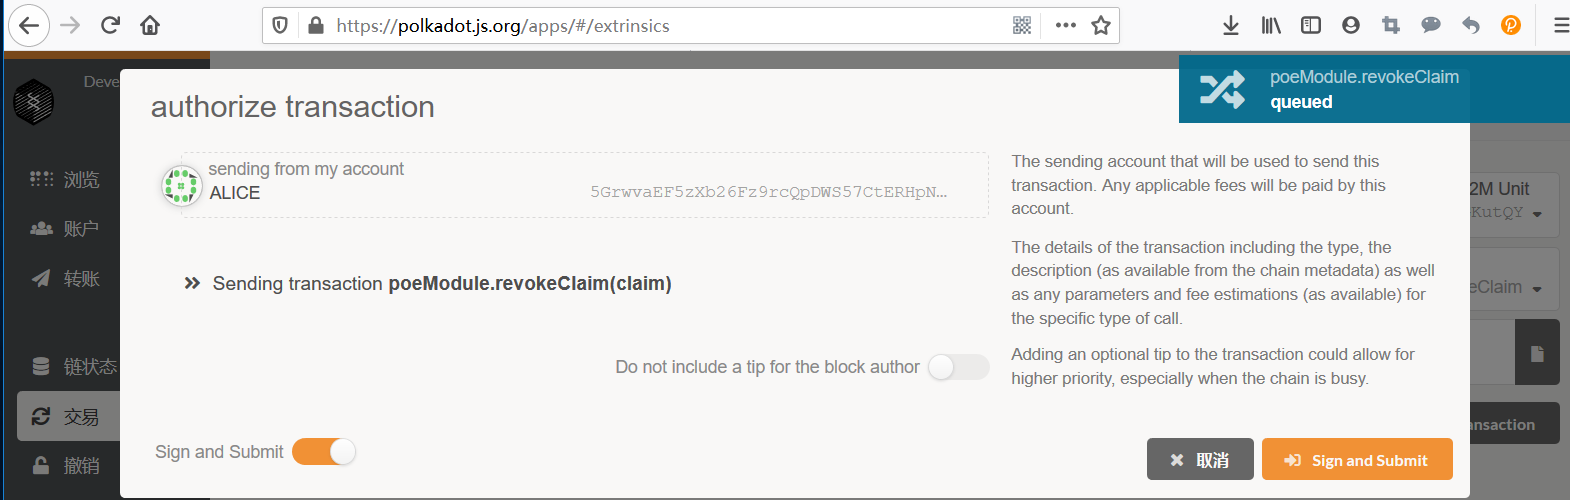 https://polkadot.js.org/apps/#/extrinsics
Deve
poeModule.revokeClaim
queued
authorize transaction
sending from my account
ALICE
5GrwvaEF5zXb26Fz9rcQpDWS57CtERHpN…
The sending account that will be used to send this
transaction. Any applicable fees will be paid by this
account.
浏览
账户
转账
链状态
交易
撤销
2M Unit
KutQY
Sending transaction poeModule.revokeClaim(claim)
The details of the transaction including the type, the
description (as available from the chain metadata) as well
as any parameters and fee estimations (as available) for
the specific type of call.
eClaim
Do not include a tip for the block author
Adding an optional tip to the transaction could allow for
higher priority, especially when the chain is busy.
nsaction
Sign and Submit
取消
Sign and Submit